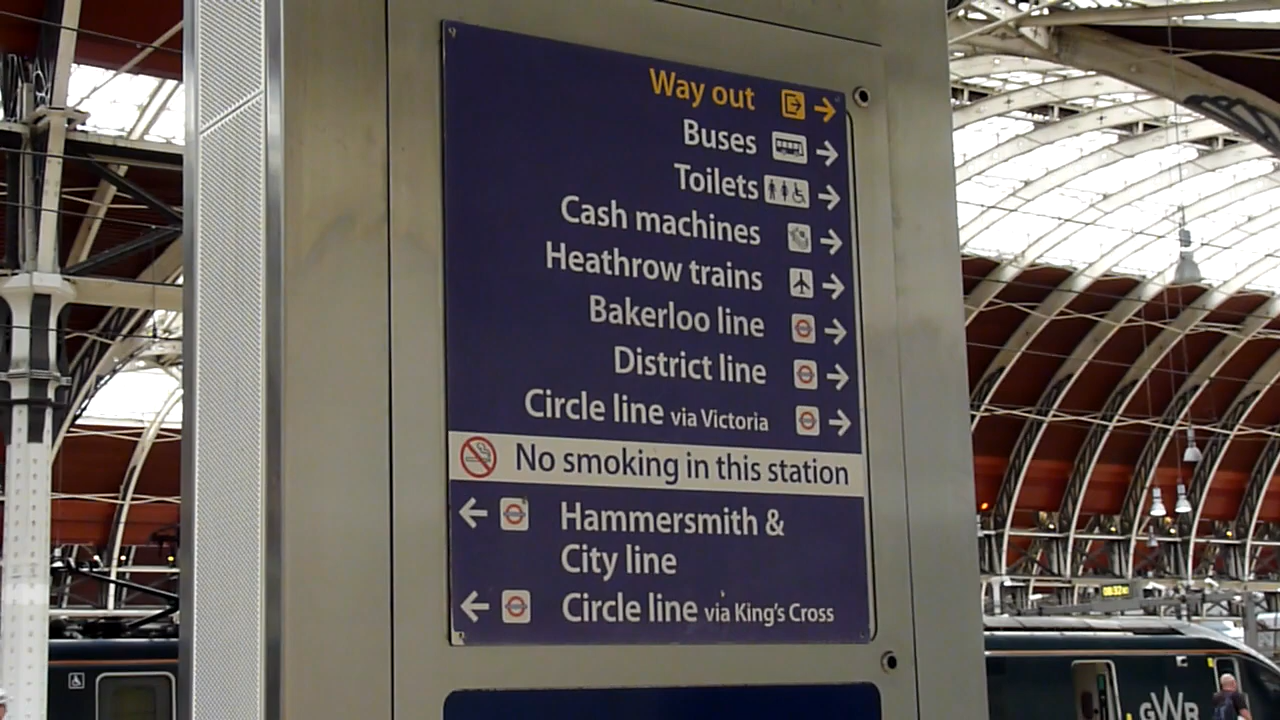 Way out
Buses
Toilets
Cash machines
Heathrow trains
Bakerloo line
District line
Circle line via Victoria
No smoking in this station
Hammersmith &
City line
Circle line via King's Cross
GWR